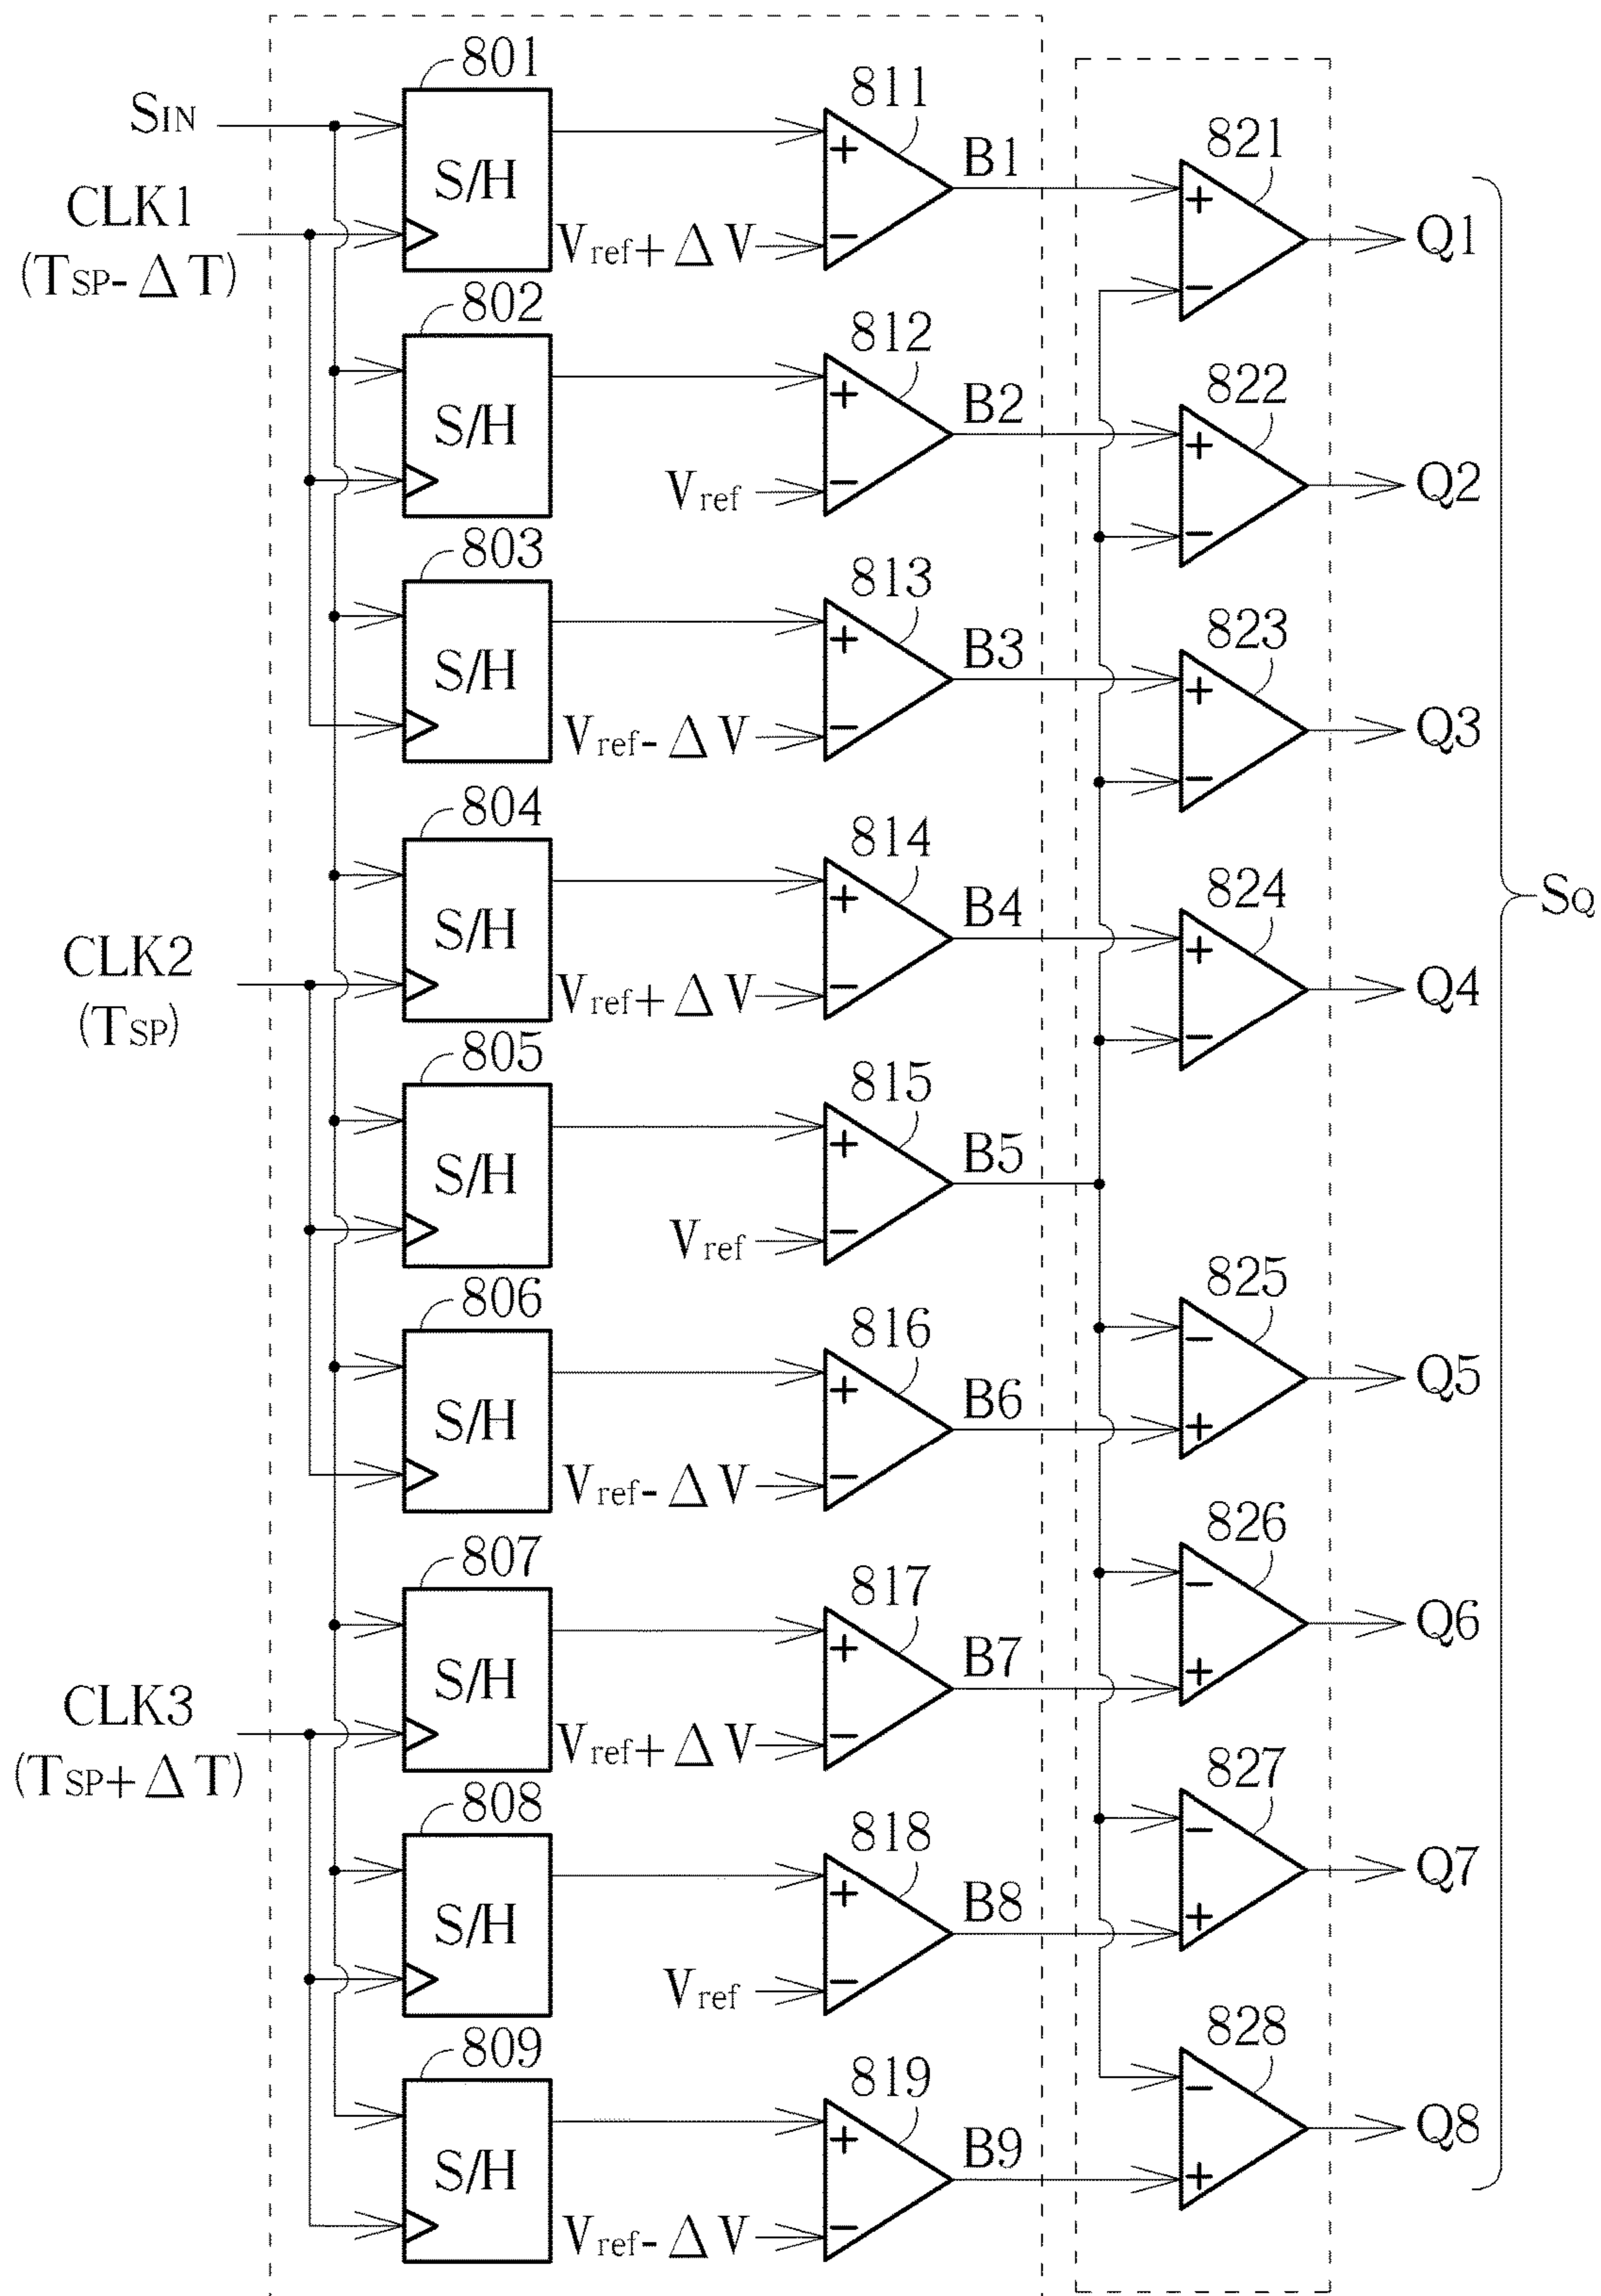 801
811
SIN
S/H
+
−
B1
821
+
−
Q1
CLK1
(TSP-ΔT)
Vref+ΔV
802
812
S/H
+
−
B2
822
+
−
Q2
Vref
803
813
S/H
+
−
B3
823
+
−
Q3
Vref-ΔV
804
814
S/H
+
−
B4
824
+
−
Q4
SQ
CLK2
(TSP)
Vref+ΔV
805
815
S/H
+
−
B5
Vref
825
−
+
Q5
806
816
S/H
+
−
B6
Vref-ΔV
826
−
+
Q6
807
817
S/H
+
−
B7
CLK3
(TSP+ΔT)
Vref+ΔV
827
−
+
Q7
808
818
S/H
+
−
B8
Vref
828
−
+
Q8
809
819
S/H
+
−
B9
Vref-ΔV